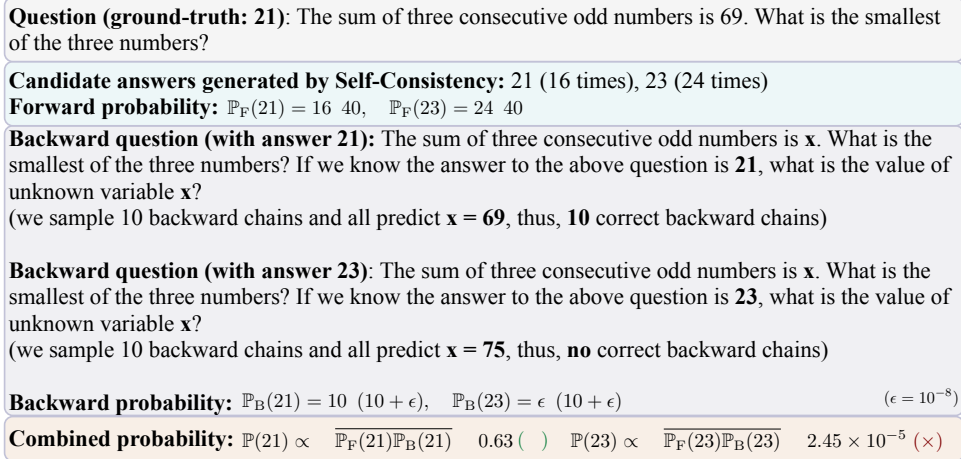 Question (ground-truth: 21): The sum of three consecutive odd numbers is 69. What is the smallest
of the three numbers?
Candidate answers generated by Self-Consistency: 21 (16 times), 23 (24 times)
Forward probability: ℙF(21) = 16 40, ℙF(23) = 24 40
Backward question (with answer 21): The sum of three consecutive odd numbers is x. What is the
smallest of the three numbers? If we know the answer to the above question is 21, what is the value of
unknown variable x?
(we sample 10 backward chains and all predict x = 69, thus, 10 correct backward chains)
Backward question (with answer 23): The sum of three consecutive odd numbers is x. What is the
smallest of the three numbers? If we know the answer to the above question is 23, what is the value of
unknown variable x?
(we sample 10 backward chains and all predict x = 75, thus, no correct backward chains)
Backward probability: ℙB(21) = 10 (10 + ϵ), ℙB(23) = ϵ (10 + ϵ) (ϵ = 10⁻⁸)
Combined probability: ℙ(21) ∝ ℙF(21)ℙB(21) 0.63 ( ) ℙ(23) ∝ ℙF(23)ℙB(23) 2.45 × 10⁻⁵ (×)